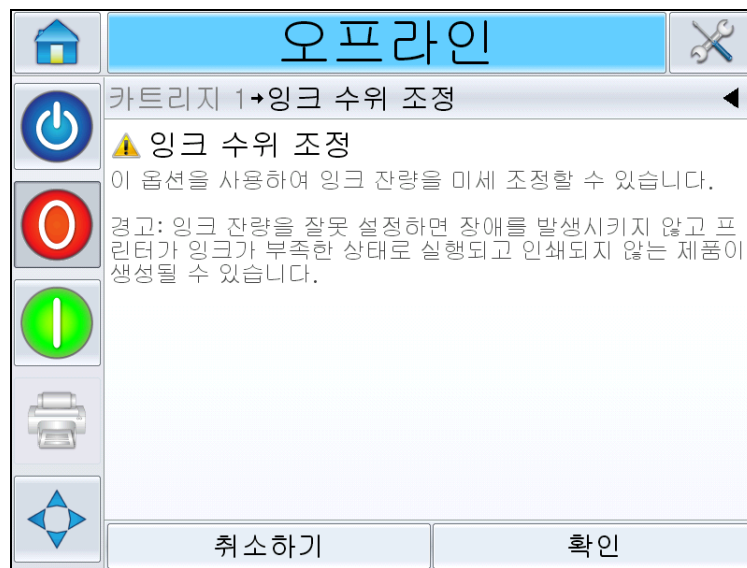 오프라인
카트리지 1→잉크 수위 조정
잉크 수위 조정
이 옵션을 사용하여 잉크 잔량을 미세 조정할 수 있습니다.
경고: 잉크 잔량을 잘못 설정하면 장애를 발생시키지 않고 프
린터가 잉크가 부족한 상태로 실행되고 인쇄되지 않는 제품이
생성될 수 있습니다.
취소하기
확인